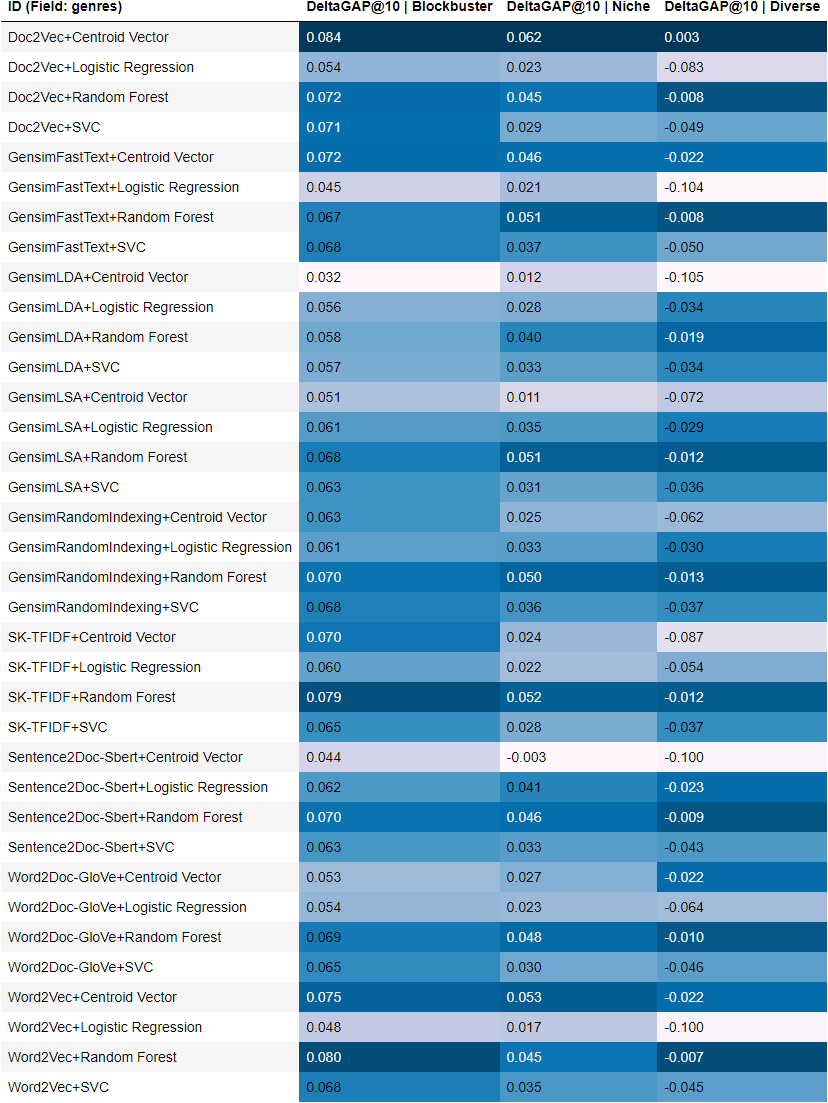 ID (Field: genres) DeltaGAP@10 | Blockbuster DeltaGAP@10 | Niche DeltaGAP@10 | Diverse
Doc2Vec+Centroid Vector 0.084 0.062 0.003
Doc2Vec+Logistic Regression 0.054 0.023 -0.083
Doc2Vec+Random Forest 0.072 0.045 -0.008
Doc2Vec+SVC 0.071 0.029 -0.049
GensimFastText+Centroid Vector 0.072 0.046 -0.022
GensimFastText+Logistic Regression 0.045 0.021 -0.104
GensimFastText+Random Forest 0.067 0.051 -0.008
GensimFastText+SVC 0.068 0.037 -0.050
GensimLDA+Centroid Vector 0.032 0.012 -0.105
GensimLDA+Logistic Regression 0.056 0.028 -0.034
GensimLDA+Random Forest 0.058 0.040 -0.019
GensimLDA+SVC 0.057 0.033 -0.034
GensimLSA+Centroid Vector 0.051 0.011 -0.072
GensimLSA+Logistic Regression 0.061 0.035 -0.029
GensimLSA+Random Forest 0.068 0.051 -0.012
GensimLSA+SVC 0.063 0.031 -0.036
GensimRandomIndexing+Centroid Vector 0.063 0.025 -0.062
GensimRandomIndexing+Logistic Regression 0.061 0.033 -0.030
GensimRandomIndexing+Random Forest 0.070 0.050 -0.013
GensimRandomIndexing+SVC 0.068 0.036 -0.037
SK-TFIDF+Centroid Vector 0.070 0.024 -0.087
SK-TFIDF+Logistic Regression 0.060 0.022 -0.054
SK-TFIDF+Random Forest 0.079 0.052 -0.012
SK-TFIDF+SVC 0.065 0.028 -0.037
Sentence2Doc-Sbert+Centroid Vector 0.044 -0.003 -0.100
Sentence2Doc-Sbert+Logistic Regression 0.062 0.041 -0.023
Sentence2Doc-Sbert+Random Forest 0.070 0.046 -0.009
Sentence2Doc-Sbert+SVC 0.063 0.033 -0.043
Word2Doc-GloVe+Centroid Vector 0.053 0.027 -0.022
Word2Doc-GloVe+Logistic Regression 0.054 0.023 -0.064
Word2Doc-GloVe+Random Forest 0.069 0.048 -0.010
Word2Doc-GloVe+SVC 0.065 0.030 -0.046
Word2Vec+Centroid Vector 0.075 0.053 -0.022
Word2Vec+Logistic Regression 0.048 0.017 -0.100
Word2Vec+Random Forest 0.080 0.045 -0.007
Word2Vec+SVC 0.068 0.035 -0.045